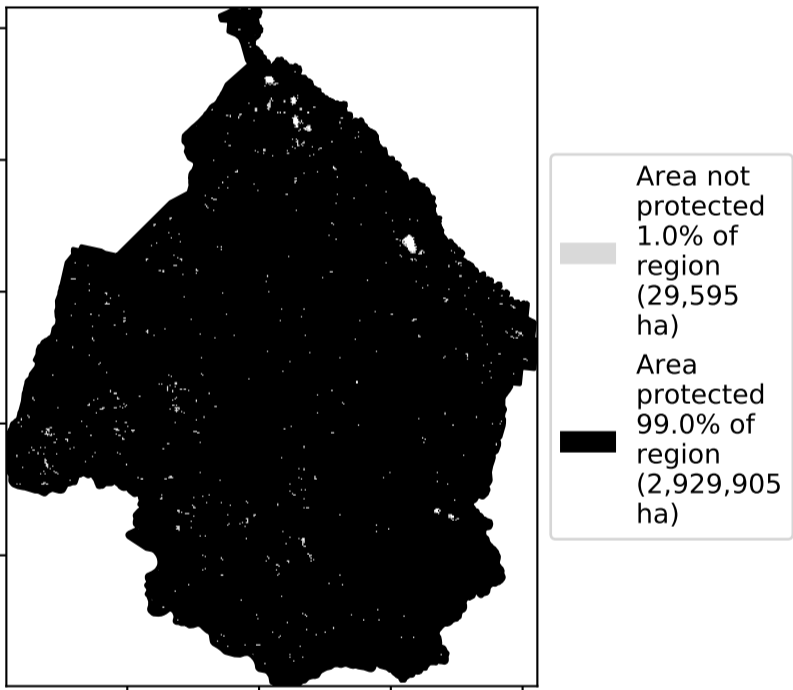 Area not
protected
1.0% of
region
(29,595
ha)
Area
protected
99.0% of
region
(2,929,905
ha)